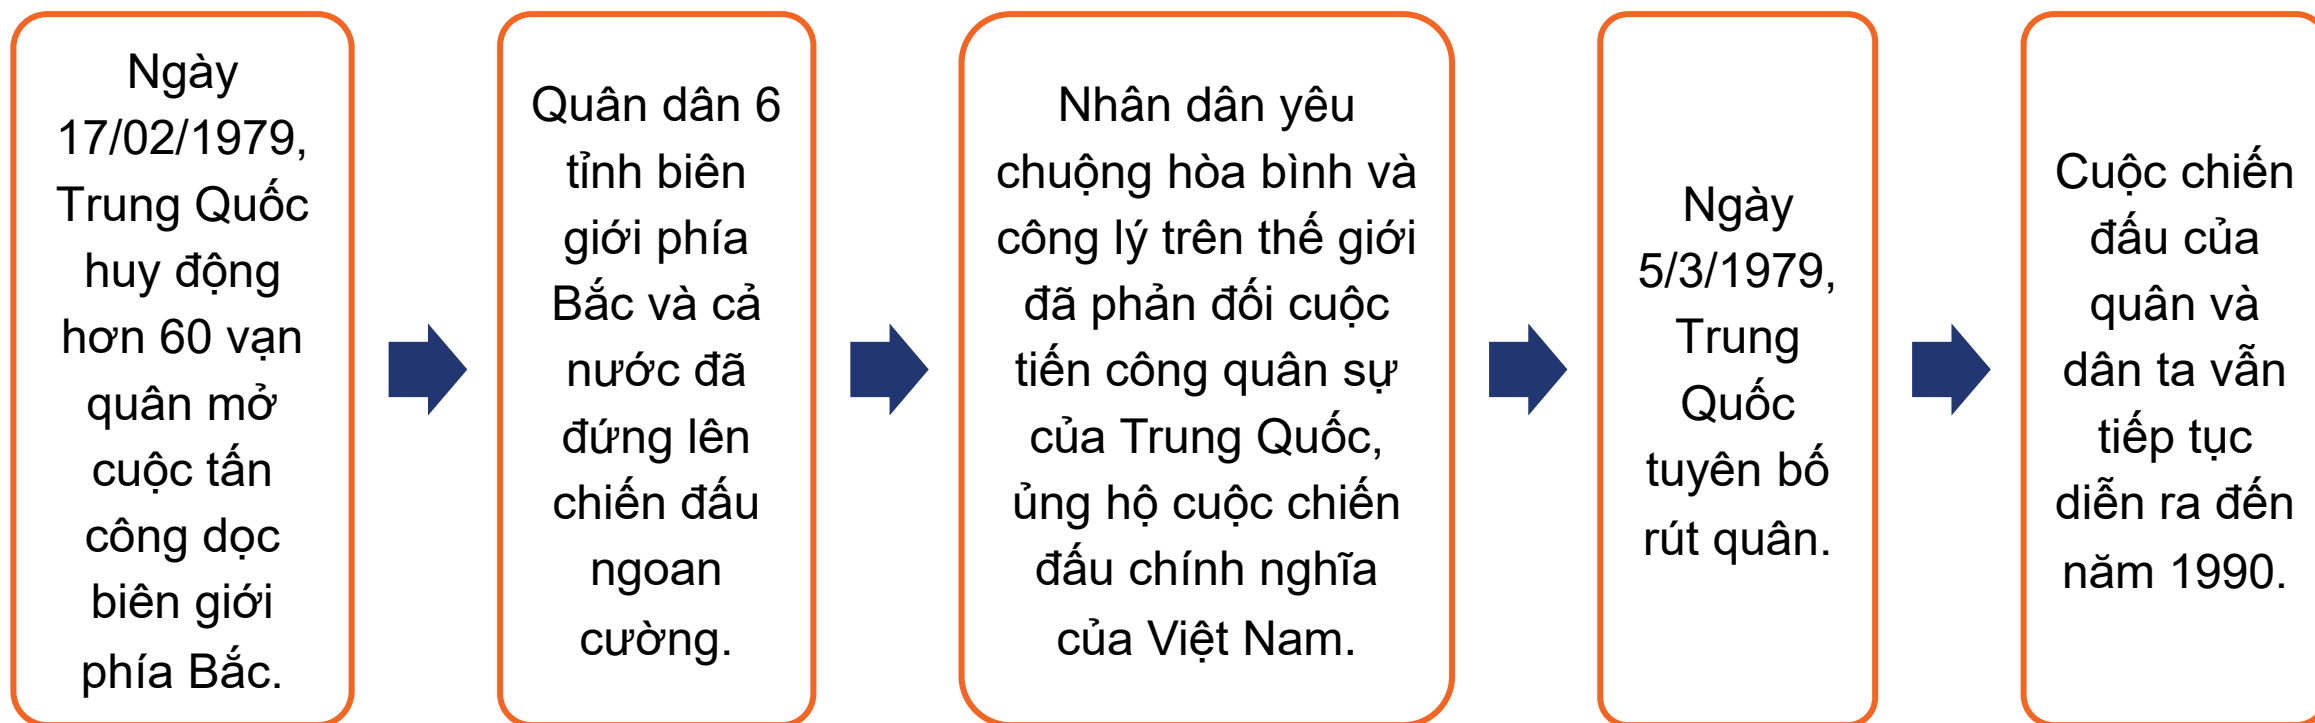 Ngày
17/02/1979,
Trung Quốc
huy động
hơn 60 vạn
quân mở
cuộc tấn
công dọc
biên giới
phía Bắc.
Quân dân 6
tỉnh biên
giới phía
Bắc và cả
nước đã
đứng lên
chiến đấu
ngoan
cường.
Nhân dân yêu
chuộng hòa bình và
công lý trên thế giới
đã phản đối cuộc
tiến công quân sự
của Trung Quốc,
ủng hộ cuộc chiến
đấu chính nghĩa
của Việt Nam.
Ngày
5/3/1979,
Trung
Quốc
tuyên bố
rút quân.
Cuộc chiến
đấu của
quân và
dân ta vẫn
tiếp tục
diễn ra đến
năm 1990.